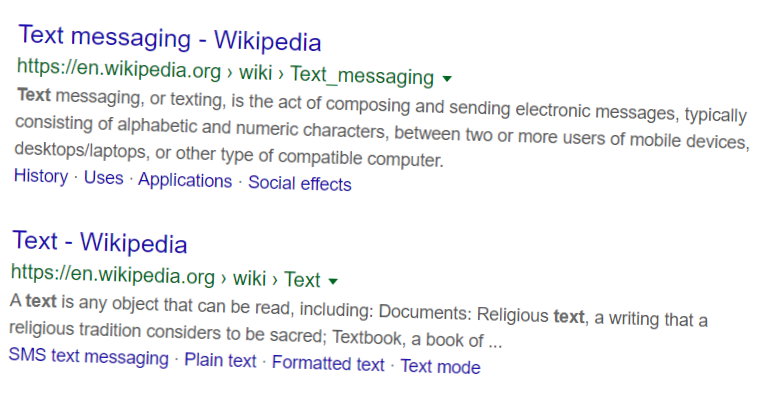 Text messaging - Wikipedia
https://en.wikipedia.org › wiki › Text_messaging
Text messaging, or texting, is the act of composing and sending electronic messages, typically
consisting of alphabetic and numeric characters, between two or more users of mobile devices,
desktops/laptops, or other type of compatible computer.
History · Uses · Applications · Social effects
Text - Wikipedia
https://en.wikipedia.org › wiki › Text
A text is any object that can be read, including: Documents: Religious text, a writing that a
religious tradition considers to be sacred; Textbook, a book of ...
SMS text messaging · Plain text · Formatted text · Text mode